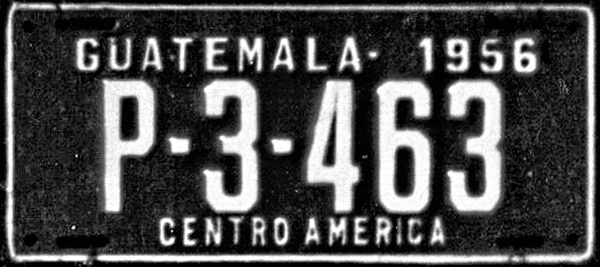 GUATEMALA- 1956
P-3-463
CENTRO AMERICA